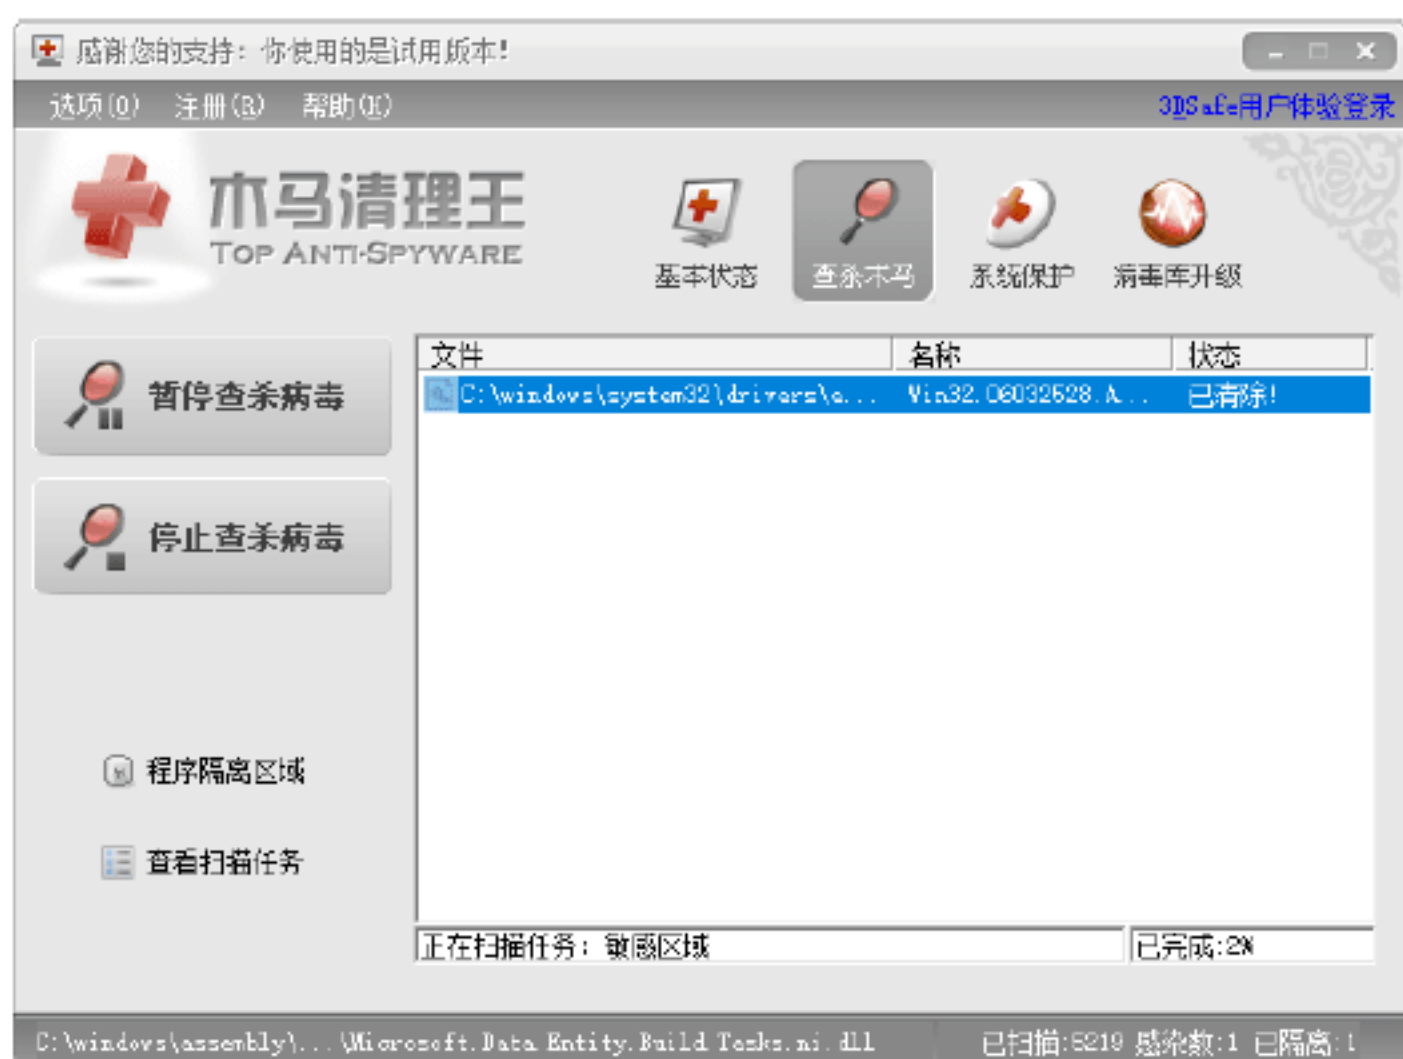 感谢您的支持：你使用的是试用版本！
选项(O) 注册(R) 帮助(H) 3DSafe用户体验登录
木马清理王
TOP ANTI-SPYWARE
基本状态 查杀木马 系统保护 病毒库升级
文件 名称 状态
C:\windows\system32\drivers\e... Win32.O6032528.A... 已清除!
暂停查杀病毒
停止查杀病毒
程序隔离区域
查看扫描任务
正在扫描任务：敏感区域 已完成:2%
C:\windows\assembly\...\Microsoft.Data.Entity.Build.Tasks.ni.dll 已扫描:5219 感染数:1 已隔离:1